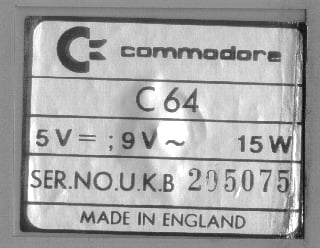 commodore
C 64
5 V ⎓ ; 9 V ~ 15 W
SER.NO.U.K.B 205075
MADE IN ENGLAND